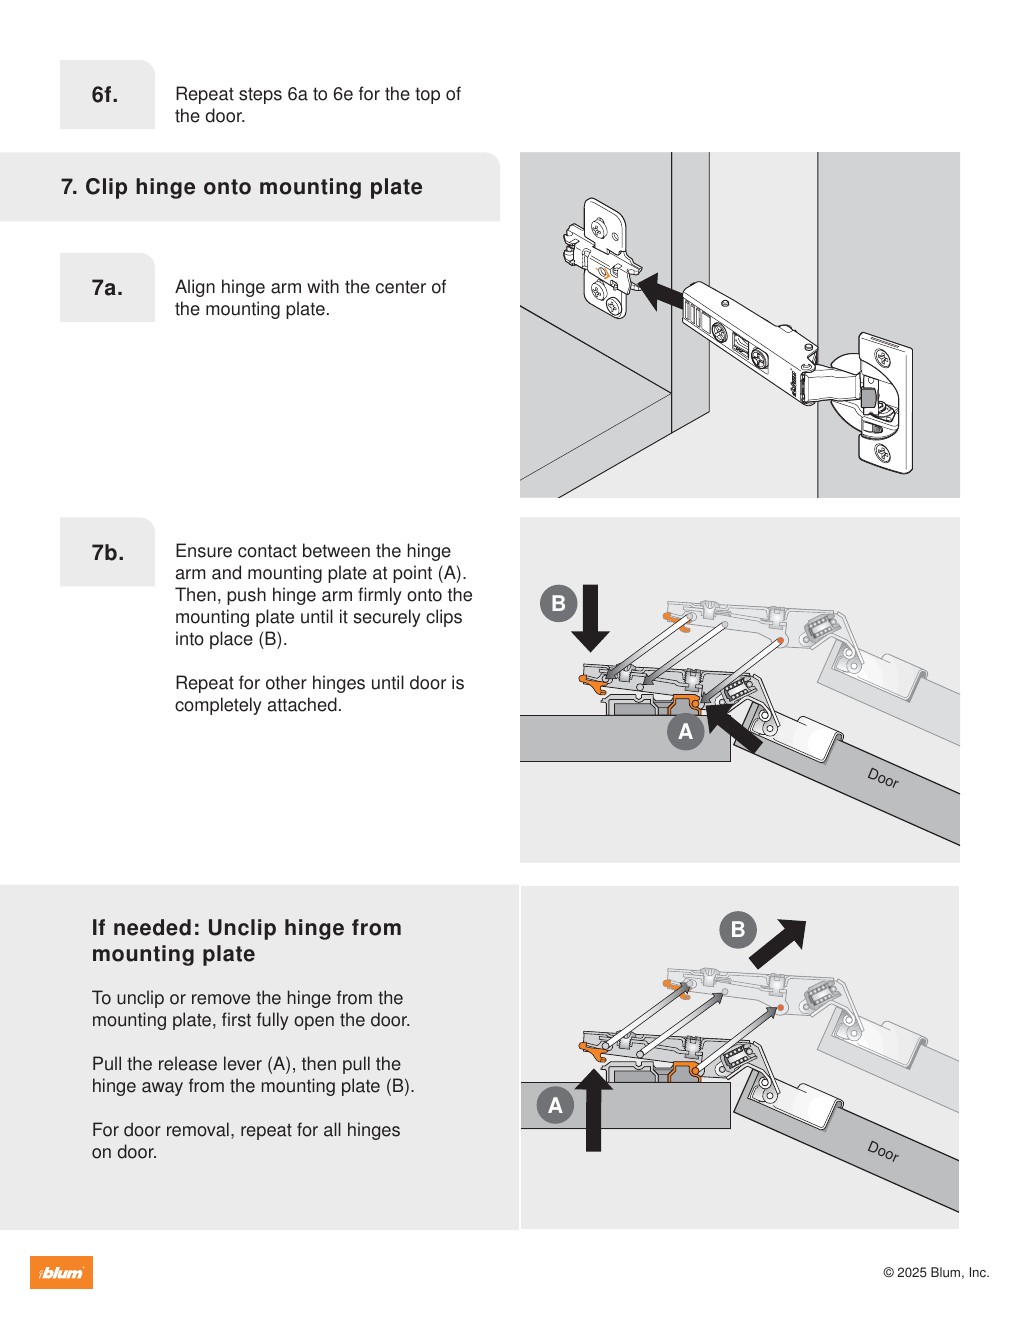 6f.
Repeat steps 6a to 6e for the top of
the door.
7. Clip hinge onto mounting plate
7a.
Align hinge arm with the center of
the mounting plate.
blum
7b.
Ensure contact between the hinge
arm and mounting plate at point (A).
Then, push hinge arm firmly onto the
mounting plate until it securely clips
into place (B).
Repeat for other hinges until door is
completely attached.
B
A
Door
If needed: Unclip hinge from
mounting plate
To unclip or remove the hinge from the
mounting plate, first fully open the door.
Pull the release lever (A), then pull the
hinge away from the mounting plate (B).
For door removal, repeat for all hinges
on door.
B
A
Door
blum
© 2025 Blum, Inc.